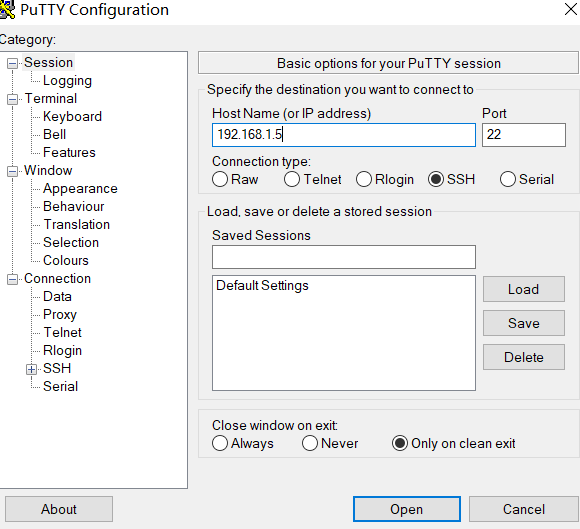 PuTTY Configuration
Category:
Session
Logging
Terminal
Keyboard
Bell
Features
Window
Appearance
Behaviour
Translation
Selection
Colours
Connection
Data
Proxy
Telnet
Rlogin
SSH
Serial
Basic options for your PuTTY session
Specify the destination you want to connect to
Host Name (or IP address) Port
192.168.1.5 22
Connection type:
Raw Telnet Rlogin SSH Serial
Load, save or delete a stored session
Saved Sessions
Default Settings
Load
Save
Delete
Close window on exit:
Always Never Only on clean exit
About Open Cancel